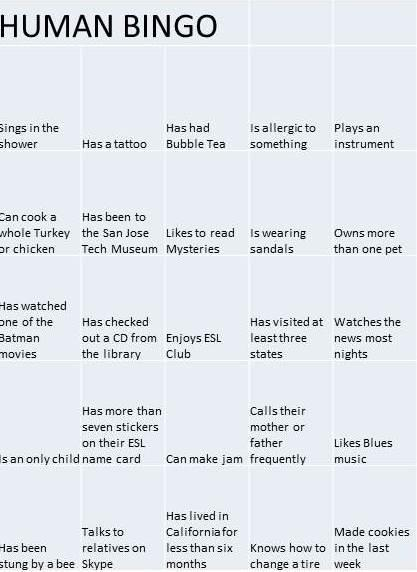 HUMAN BINGO
Sings in the
shower
Has a tattoo
Has had
Bubble Tea
Is allergic to
something
Plays an
instrument
Can cook a
whole Turkey
or chicken
Has been to
the San Jose
Tech Museum
Likes to read
Mysteries
Is wearing
sandals
Owns more
than one pet
Has watched
one of the
Batman
movies
Has checked
out a CD from
the library
Enjoys ESL
Club
Has visited at
least three
states
Watches the
news most
nights
Is an only child
Has more than
seven stickers
on their ESL
name card
Can make jam
Calls their
mother or
father
frequently
Likes Blues
music
Has been
stung by a bee
Talks to
relatives on
Skype
Has lived in
California for
less than six
months
Knows how to
change a tire
Made cookies
in the last
week